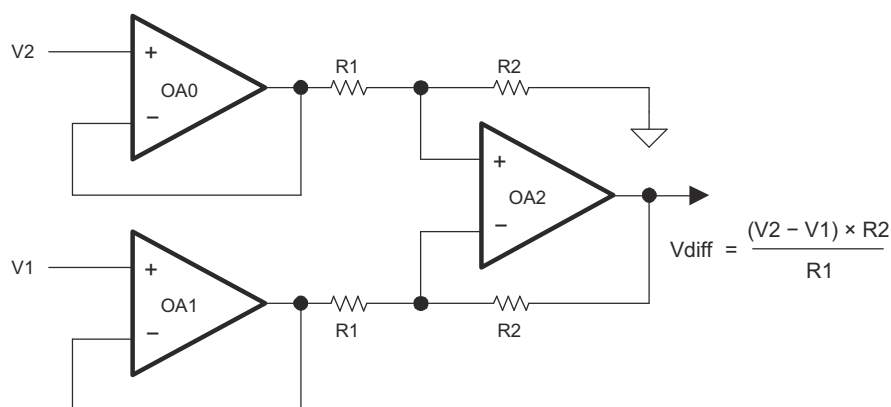 V2
+
OA0
−
R1
R2
+
OA2
−
Vdiff = (V2 − V1) × R2
R1
V1
+
OA1
−
R1
R2